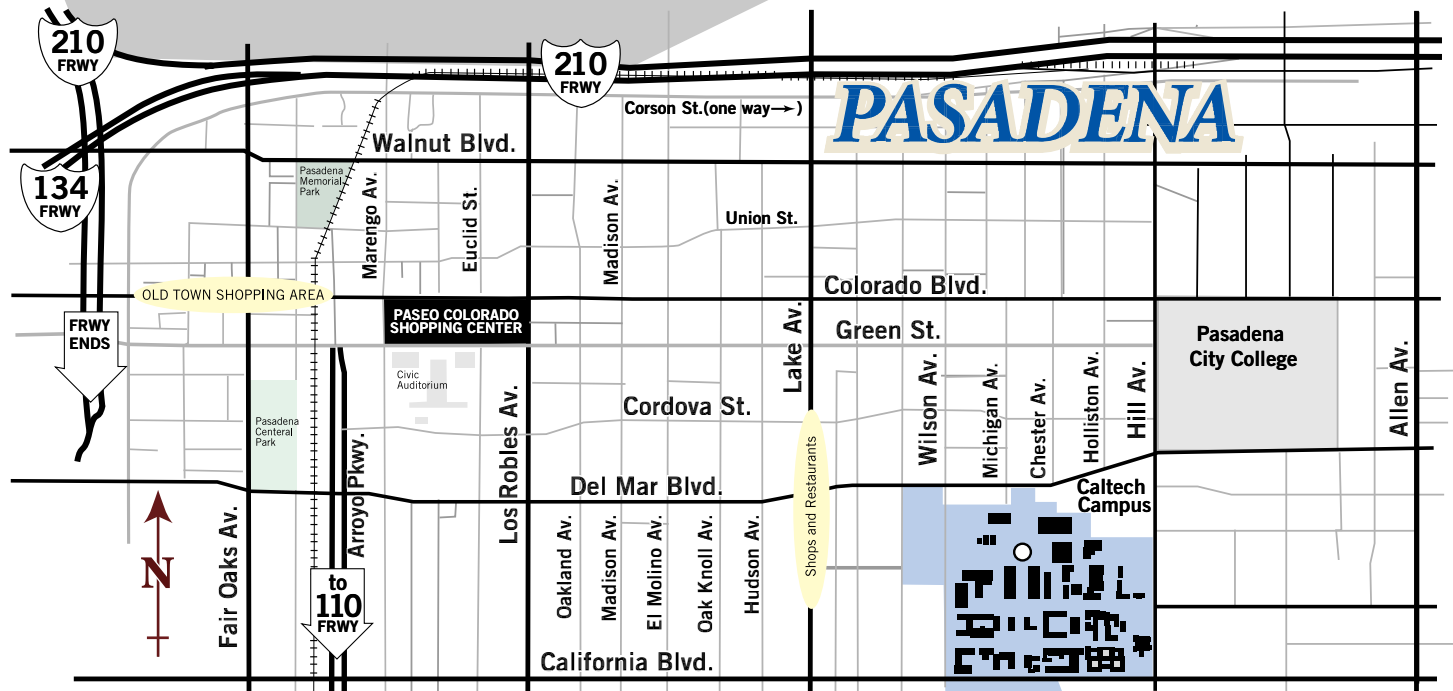 210
FRWY
210
FRWY
Corson St.(one way→)
PASADENA
Walnut Blvd.
134
FRWY
Pasadena
Memorial
Park
Marengo Av.
Euclid St.
Madison Av.
Union St.
OLD TOWN SHOPPING AREA
Colorado Blvd.
FRWY
ENDS
PASEO COLORADO
SHOPPING CENTER
Lake Av.
Green St.
Pasadena
City College
Civic
Auditorium
Wilson Av.
Michigan Av.
Chester Av.
Holliston Av.
Hill Av.
Allen Av.
Pasadena
Centeral
Park
Cordova St.
Los Robles Av.
Arroyo Pkwy.
Shops and Restaurants
Del Mar Blvd.
Caltech
Campus
N
Fair Oaks Av.
to
110
FRWY
Oakland Av.
Madison Av.
El Molino Av.
Oak Knoll Av.
Hudson Av.
California Blvd.